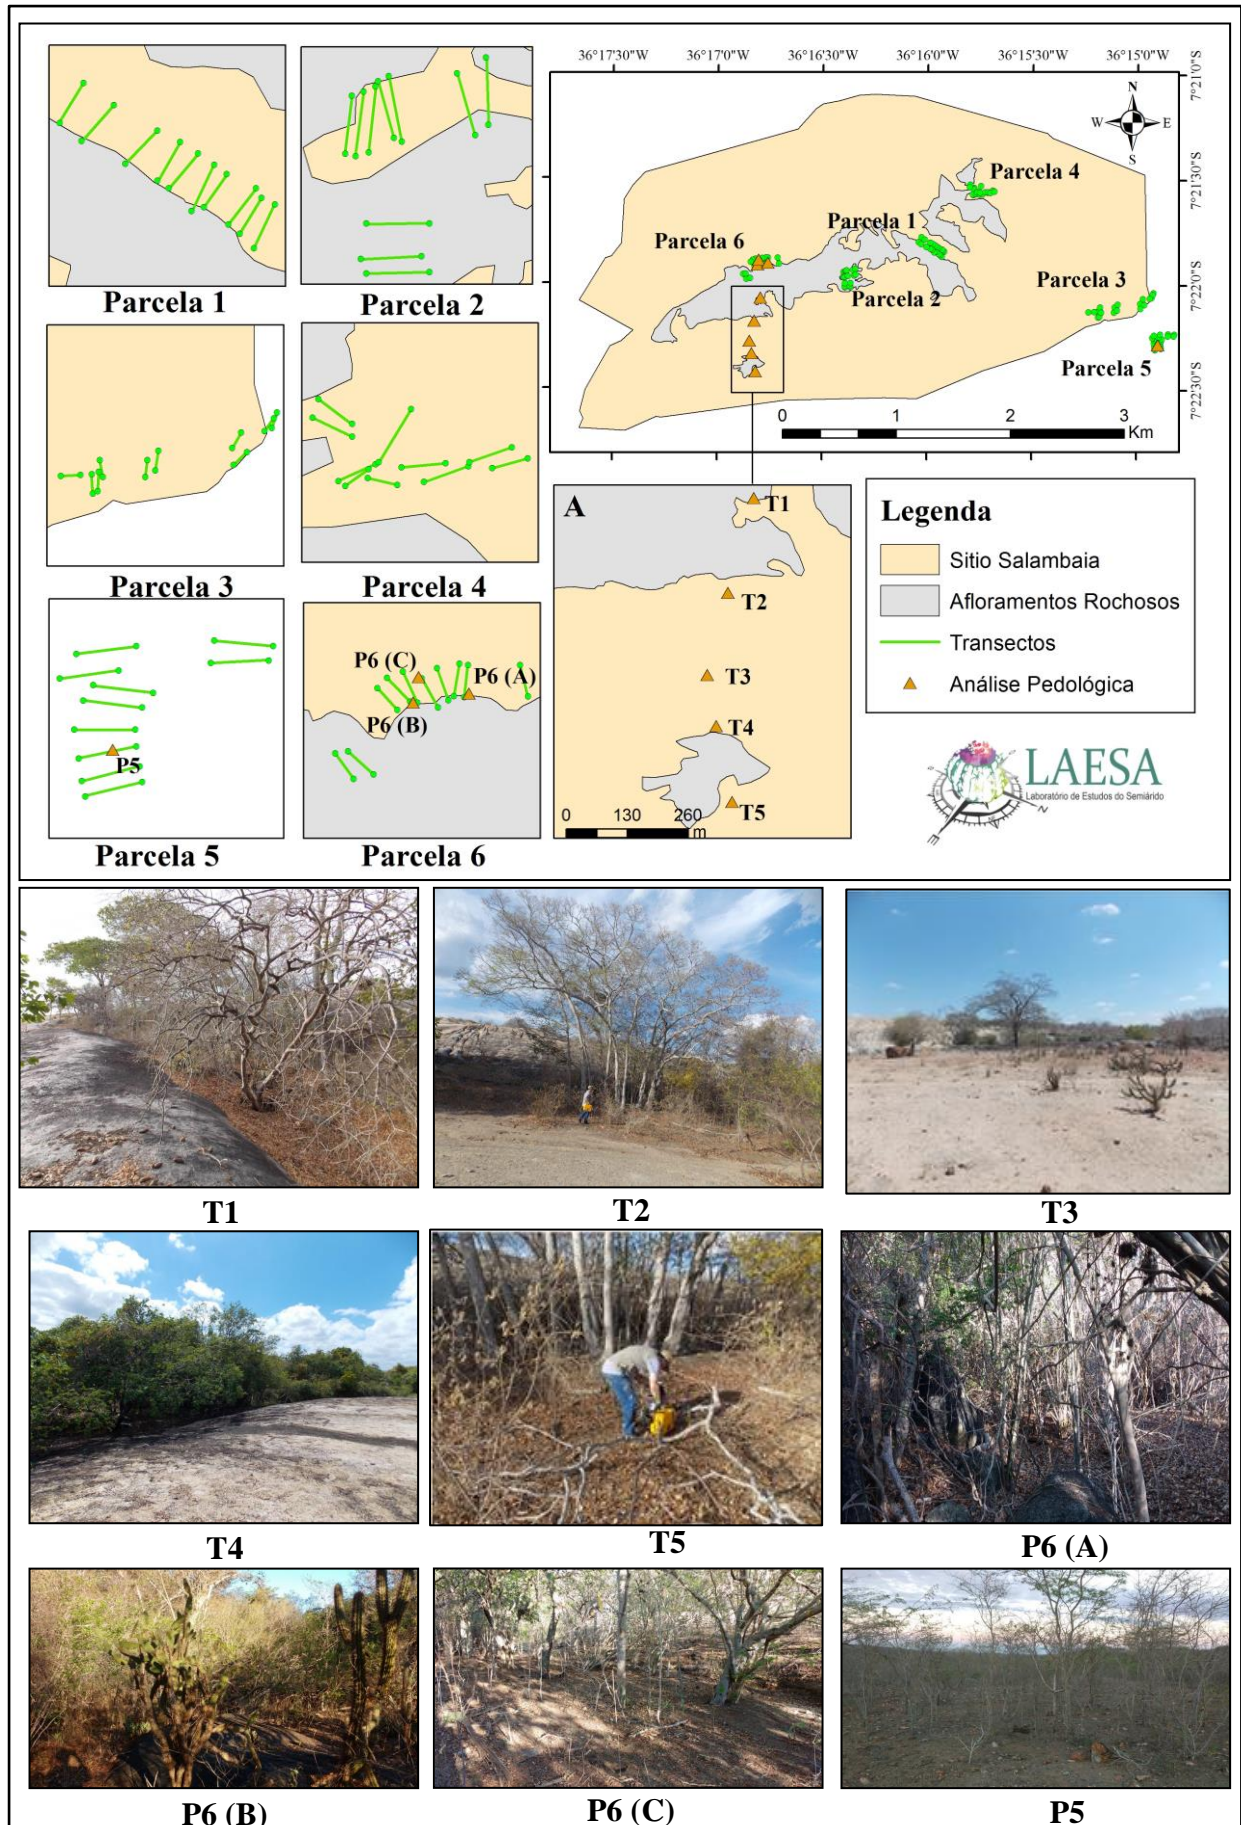 36°17'30"W 36°17'0"W 36°16'30"W 36°16'0"W 36°15'30"W 36°15'0"W
7°21'0"S
7°21'30"S
7°22'0"S
7°22'30"S
N
W E
S
Parcela 4
Parcela 1
Parcela 6
Parcela 3
Parcela 2
Parcela 5
0 1 2 3
Km
Parcela 1
Parcela 2
Parcela 3
Parcela 4
P5
Parcela 5
P6 (C)
P6 (A)
P6 (B)
Parcela 6
A
T1
T2
T3
T4
T5
0 130 260
m
Legenda
Sitio Salambaia
Afloramentos Rochosos
Transectos
Análise Pedológica
LAESA
Laboratório de Estudos do Semiárido
N
E
T1
T2
T3
T4
T5
P6 (A)
P6 (B)
P6 (C)
P5